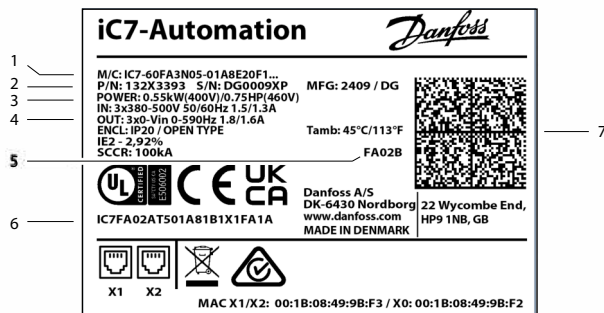 iC7-Automation Danfoss
1 M/C: IC7-60FA3N05-01A8E20F1...
2 P/N: 132X3393 S/N: DG0009XP MFG: 2409 / DG
3 POWER: 0.55kW(400V)/0.75HP(460V)
IN: 3x380-500V 50/60Hz 1.5/1.3A
4 OUT: 3x0-Vin 0-590Hz 1.8/1.6A
ENCL: IP20 / OPEN TYPE Tamb: 45°C/113°F 7
IE2 - 2,92%
5 SCCR: 100kA FA02B
UL CERTIFIED E506002 CE UK CA
Danfoss A/S
DK-6430 Nordborg
www.danfoss.com
MADE IN DENMARK
22 Wycombe End,
HP9 1NB, GB
6 IC7FA02AT501A81B1X1FA1A
X1 X2
MAC X1/X2: 00:1B:08:49:9B:F3 / X0: 00:1B:08:49:9B:F2